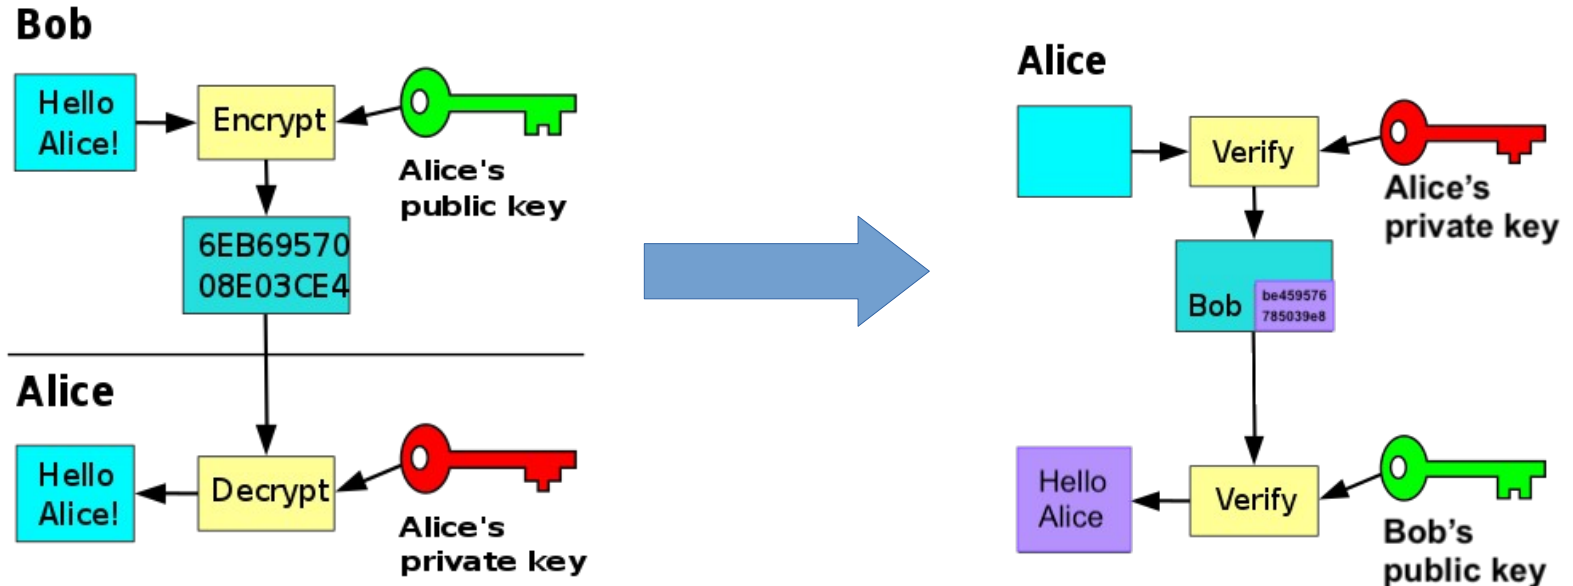 Bob
Hello
Alice!
Encrypt
Alice's
public key
6EB69570
08E03CE4
Alice
Hello
Alice!
Decrypt
Alice's
private key
Alice
Verify
Alice’s
private key
Bob
be459576
785039e8
Hello
Alice
Verify
Bob’s
public key